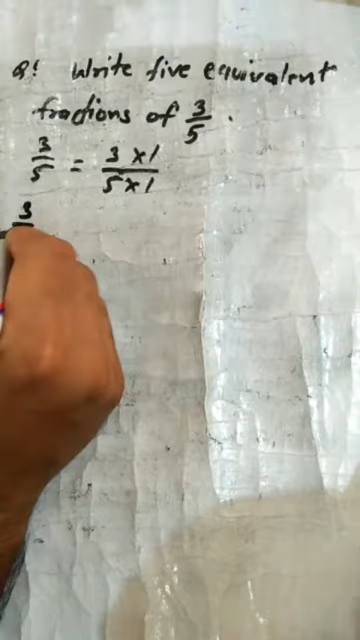 Q! Write five equivalent
fractions of 3/5.
3/5 = 3×1/5×1
3